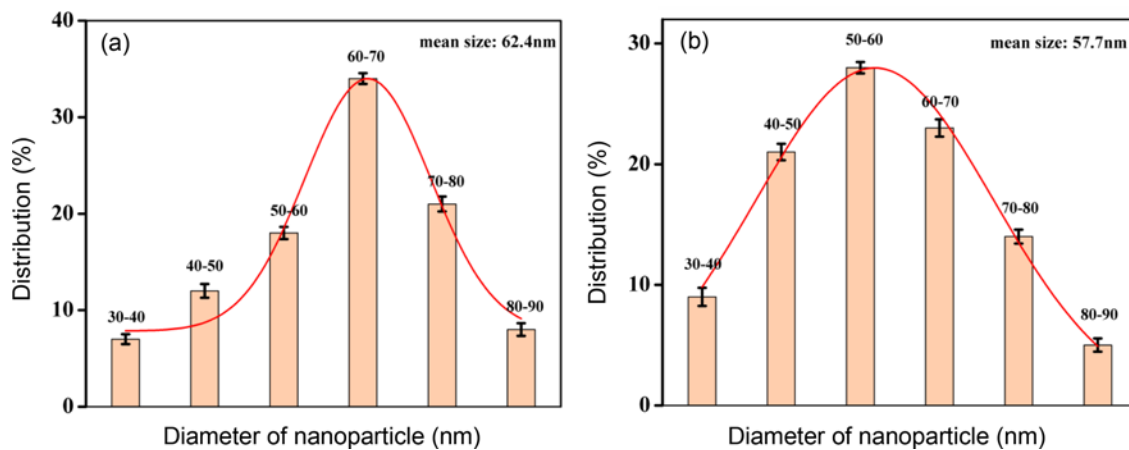 (a)
mean size: 62.4nm
Distribution (%)
40
30
20
10
0
30-40
40-50
50-60
60-70
70-80
80-90
Diameter of nanoparticle (nm)
(b)
mean size: 57.7nm
Distribution (%)
30
20
10
0
30-40
40-50
50-60
60-70
70-80
80-90
Diameter of nanoparticle (nm)